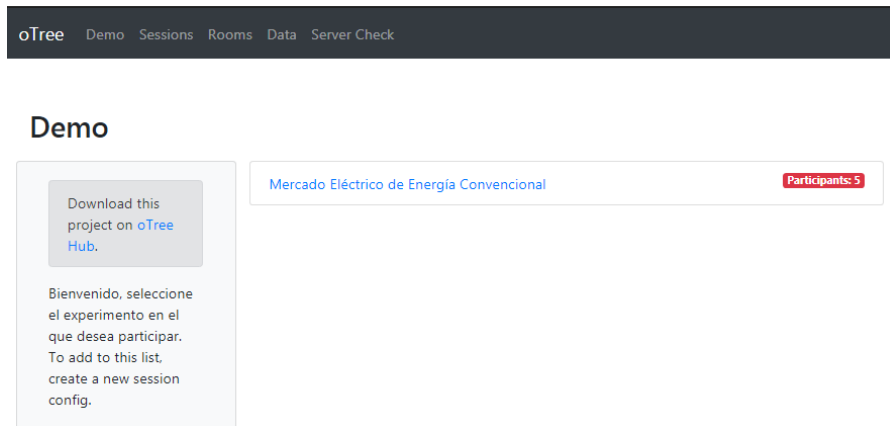 oTree Demo Sessions Rooms Data Server Check
Demo
Download this
project on oTree
Hub.
Bienvenido, seleccione
el experimento en el
que desea participar.
To add to this list,
create a new session
config.
Mercado Eléctrico de Energía Convencional
Participants: 5